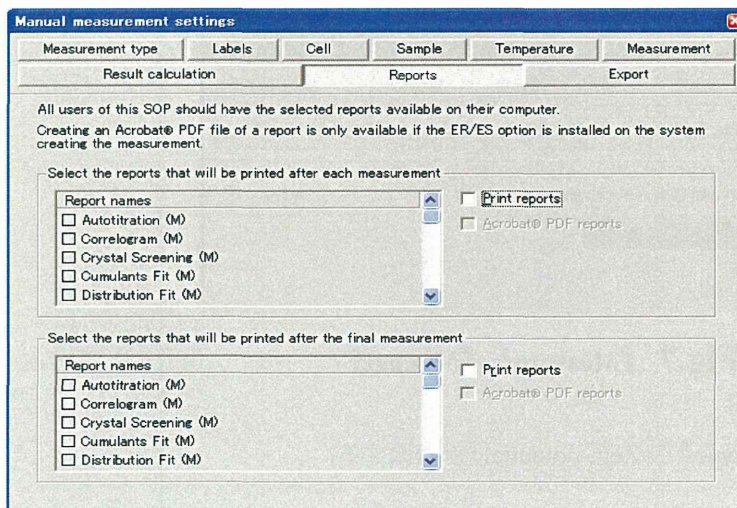 Manual measurement settings
Measurement type Labels Cell Sample Temperature Measurement
Result calculation Reports Export
All users of this SOP should have the selected reports available on their computer.
Creating an Acrobat® PDF file of a report is only available if the ER/ES option is installed on the system
creating the measurement.
Select the reports that will be printed after each measurement
Report names
Autotitration (M)
Correlogram (M)
Crystal Screening (M)
Cumulants Fit (M)
Distribution Fit (M)
Print reports
Acrobat® PDF reports
Select the reports that will be printed after the final measurement
Report names
Autotitration (M)
Correlogram (M)
Crystal Screening (M)
Cumulants Fit (M)
Distribution Fit (M)
Print reports
Acrobat® PDF reports